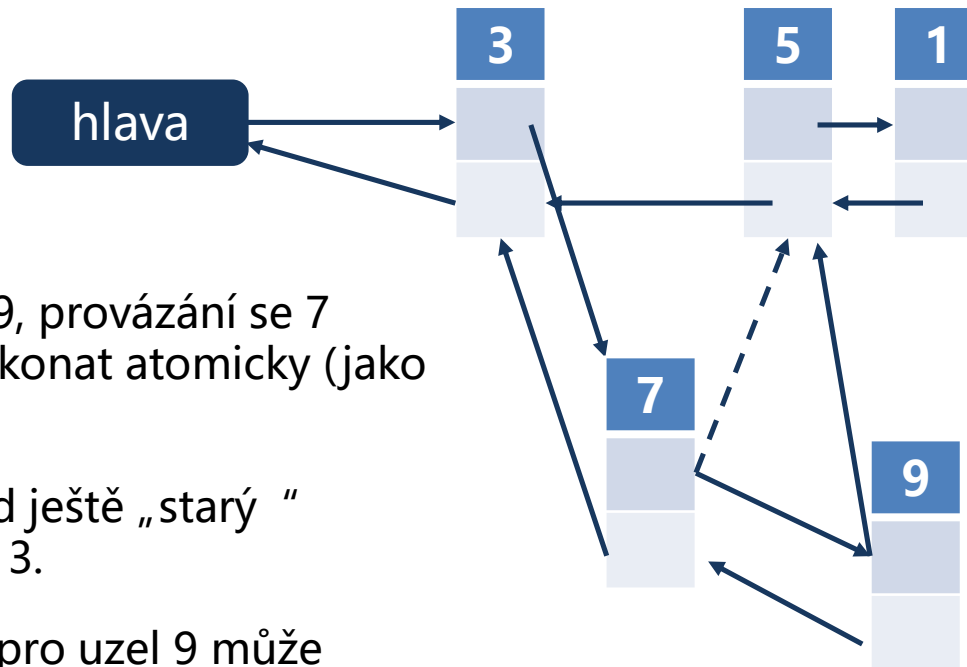 3
5
1
hlava
9, provázání se 7
konat atomicky (jako
7
9
d ještě „starý “
3.
pro uzel 9 může